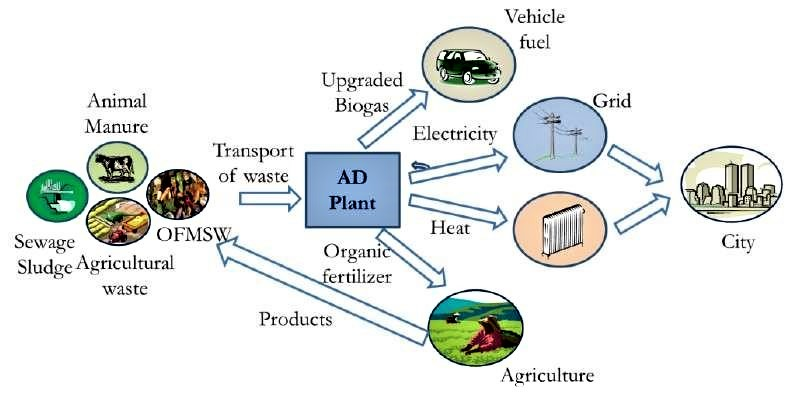 Vehicle
fuel
Upgraded
Biogas
Animal
Manure
Grid
Electricity
Transport
of waste
AD
Plant
Sewage
Sludge
OFMSW
Agricultural
waste
Heat
City
Organic
fertilizer
Products
Agriculture